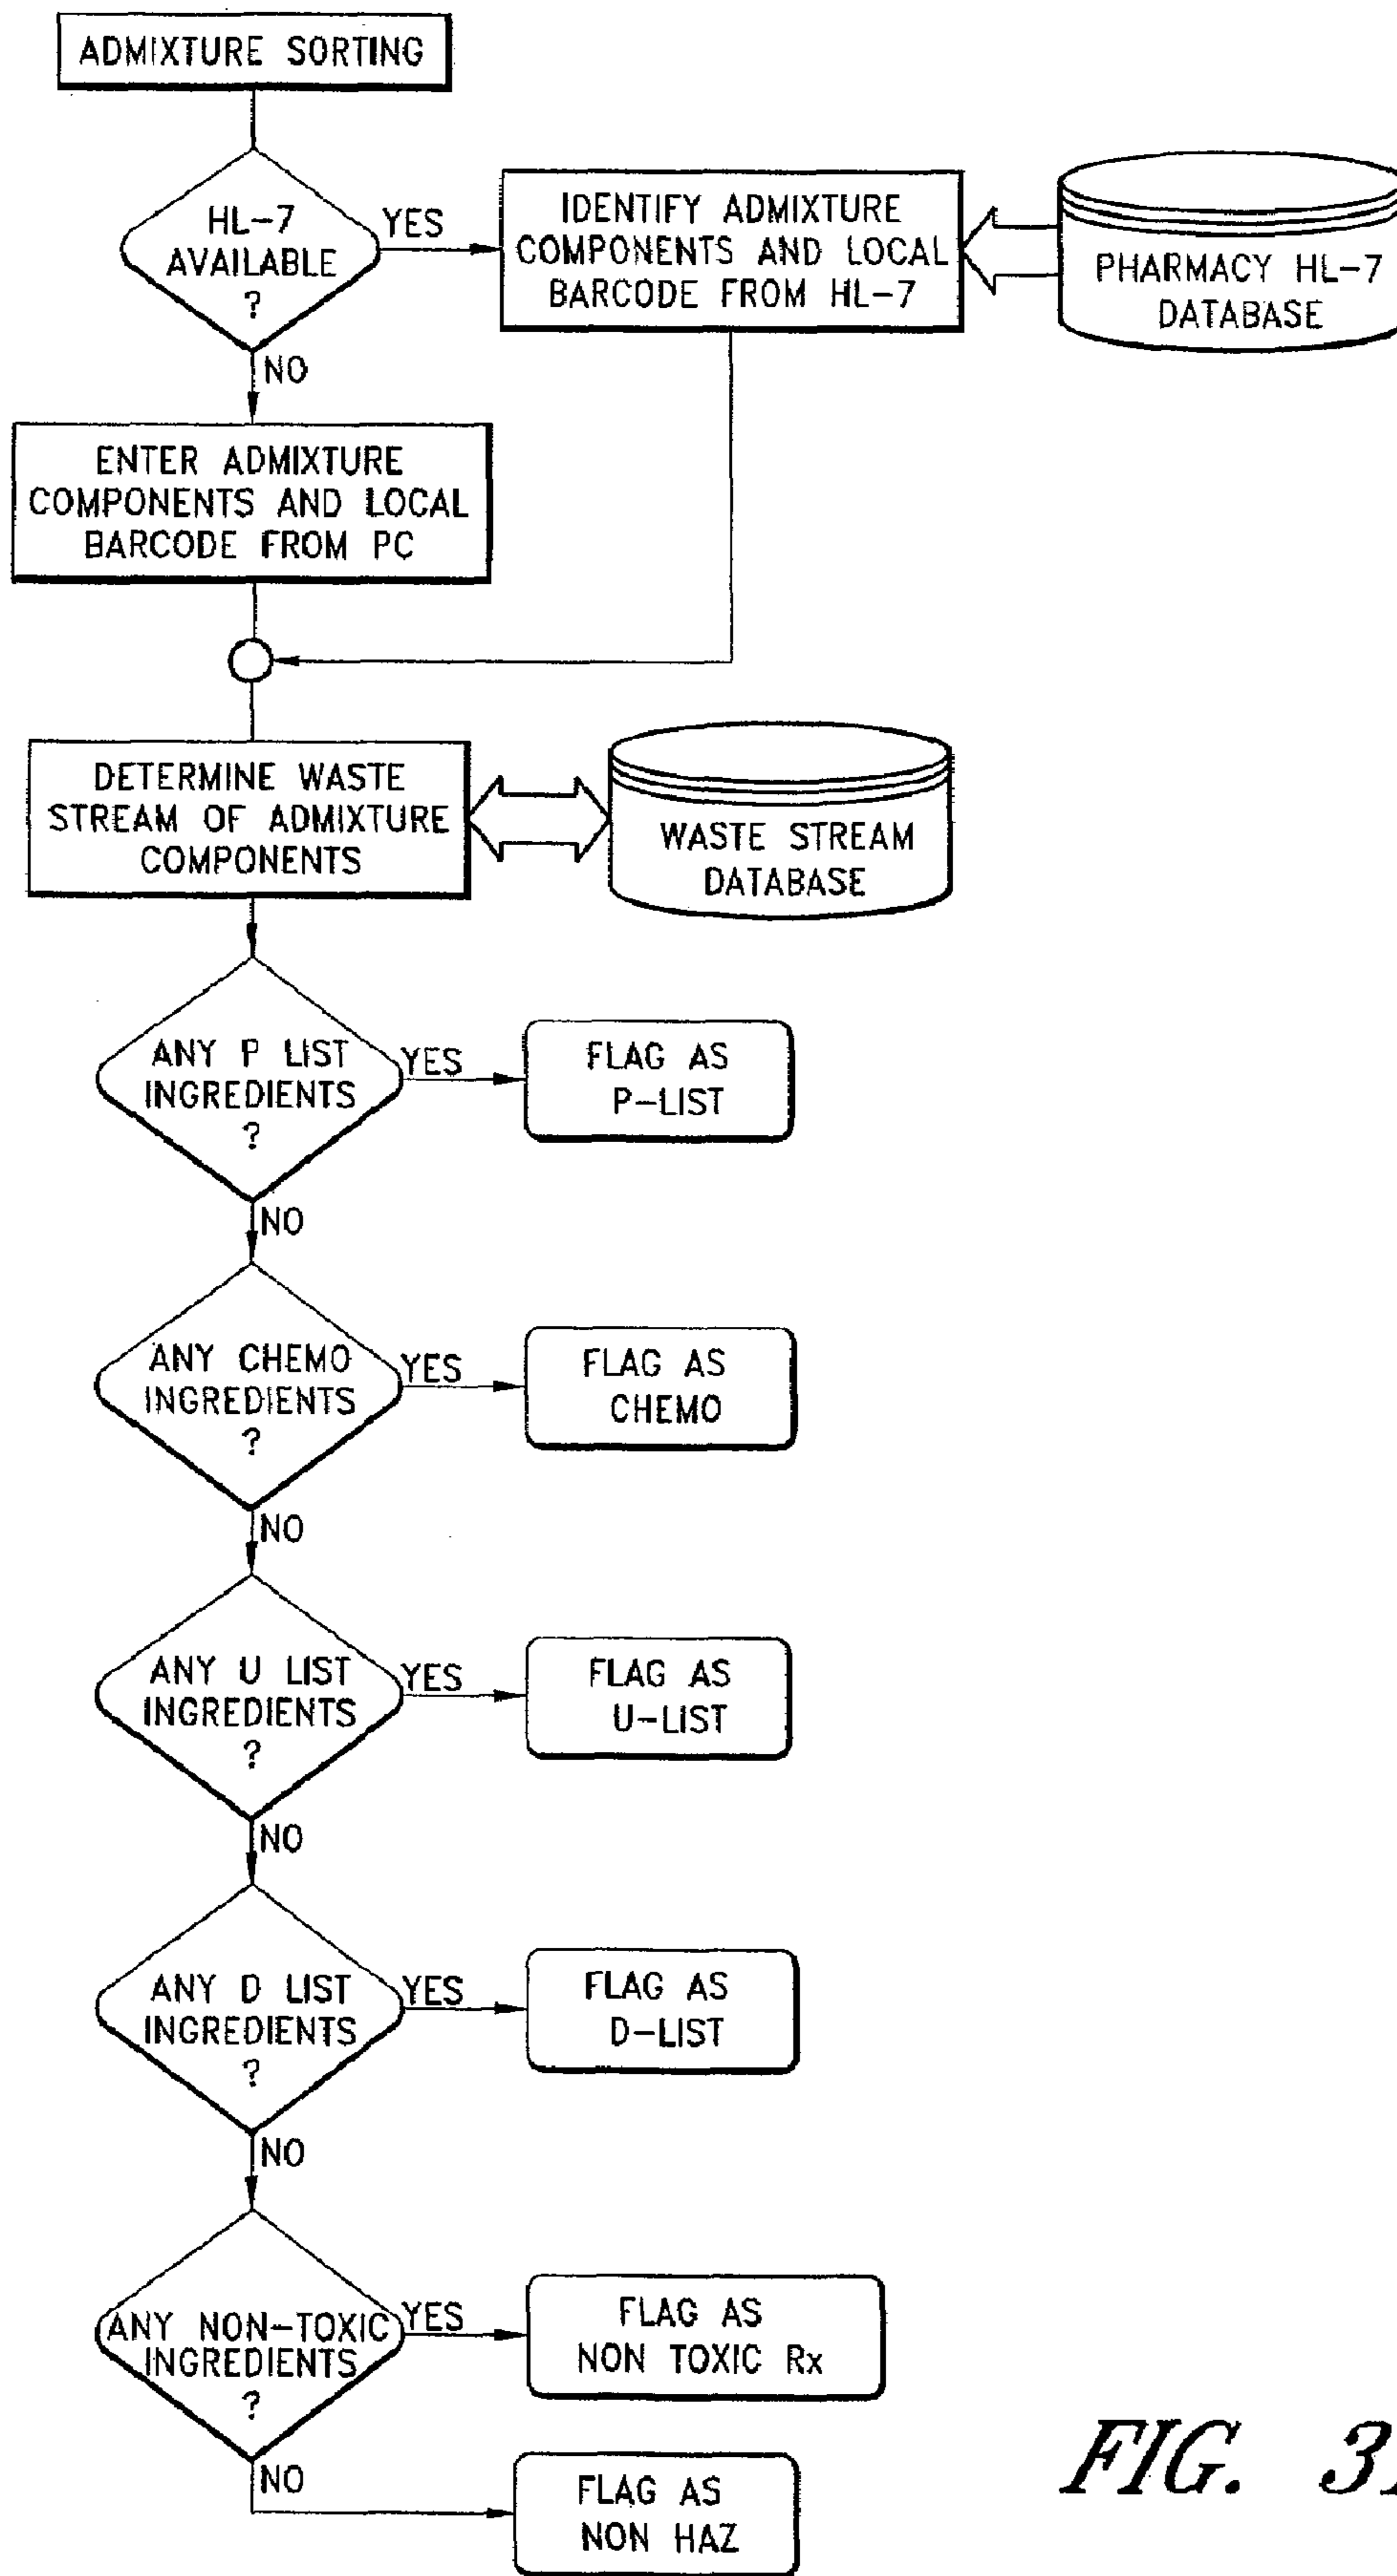 ADMIXTURE SORTING
HL-7
AVAILABLE
?
YES
IDENTIFY ADMIXTURE
COMPONENTS AND LOCAL
BARCODE FROM HL-7
PHARMACY HL-7
DATABASE
NO
ENTER ADMIXTURE
COMPONENTS AND LOCAL
BARCODE FROM PC
DETERMINE WASTE
STREAM OF ADMIXTURE
COMPONENTS
WASTE STREAM
DATABASE
ANY P LIST
INGREDIENTS
?
YES
FLAG AS
P-LIST
NO
ANY CHEMO
INGREDIENTS
?
YES
FLAG AS
CHEMO
NO
ANY U LIST
INGREDIENTS
?
YES
FLAG AS
U-LIST
NO
ANY D LIST
INGREDIENTS
?
YES
FLAG AS
D-LIST
NO
ANY NON-TOXIC
INGREDIENTS
?
YES
FLAG AS
NON TOXIC Rx
NO
FLAG AS
NON HAZ
FIG.